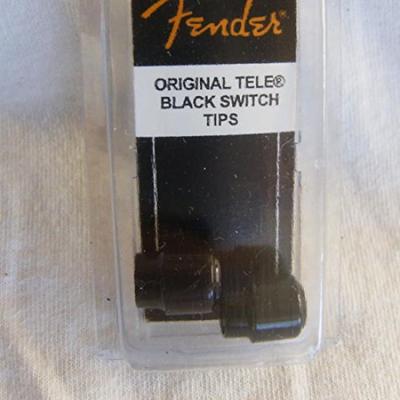 Fender®
ORIGINAL TELE®
BLACK SWITCH
TIPS